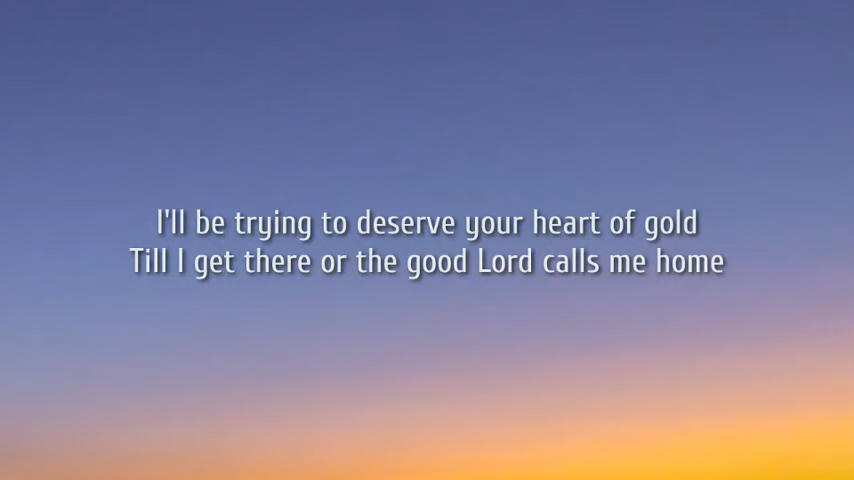 I'll be trying to deserve your heart of gold
Till I get there or the good Lord calls me home